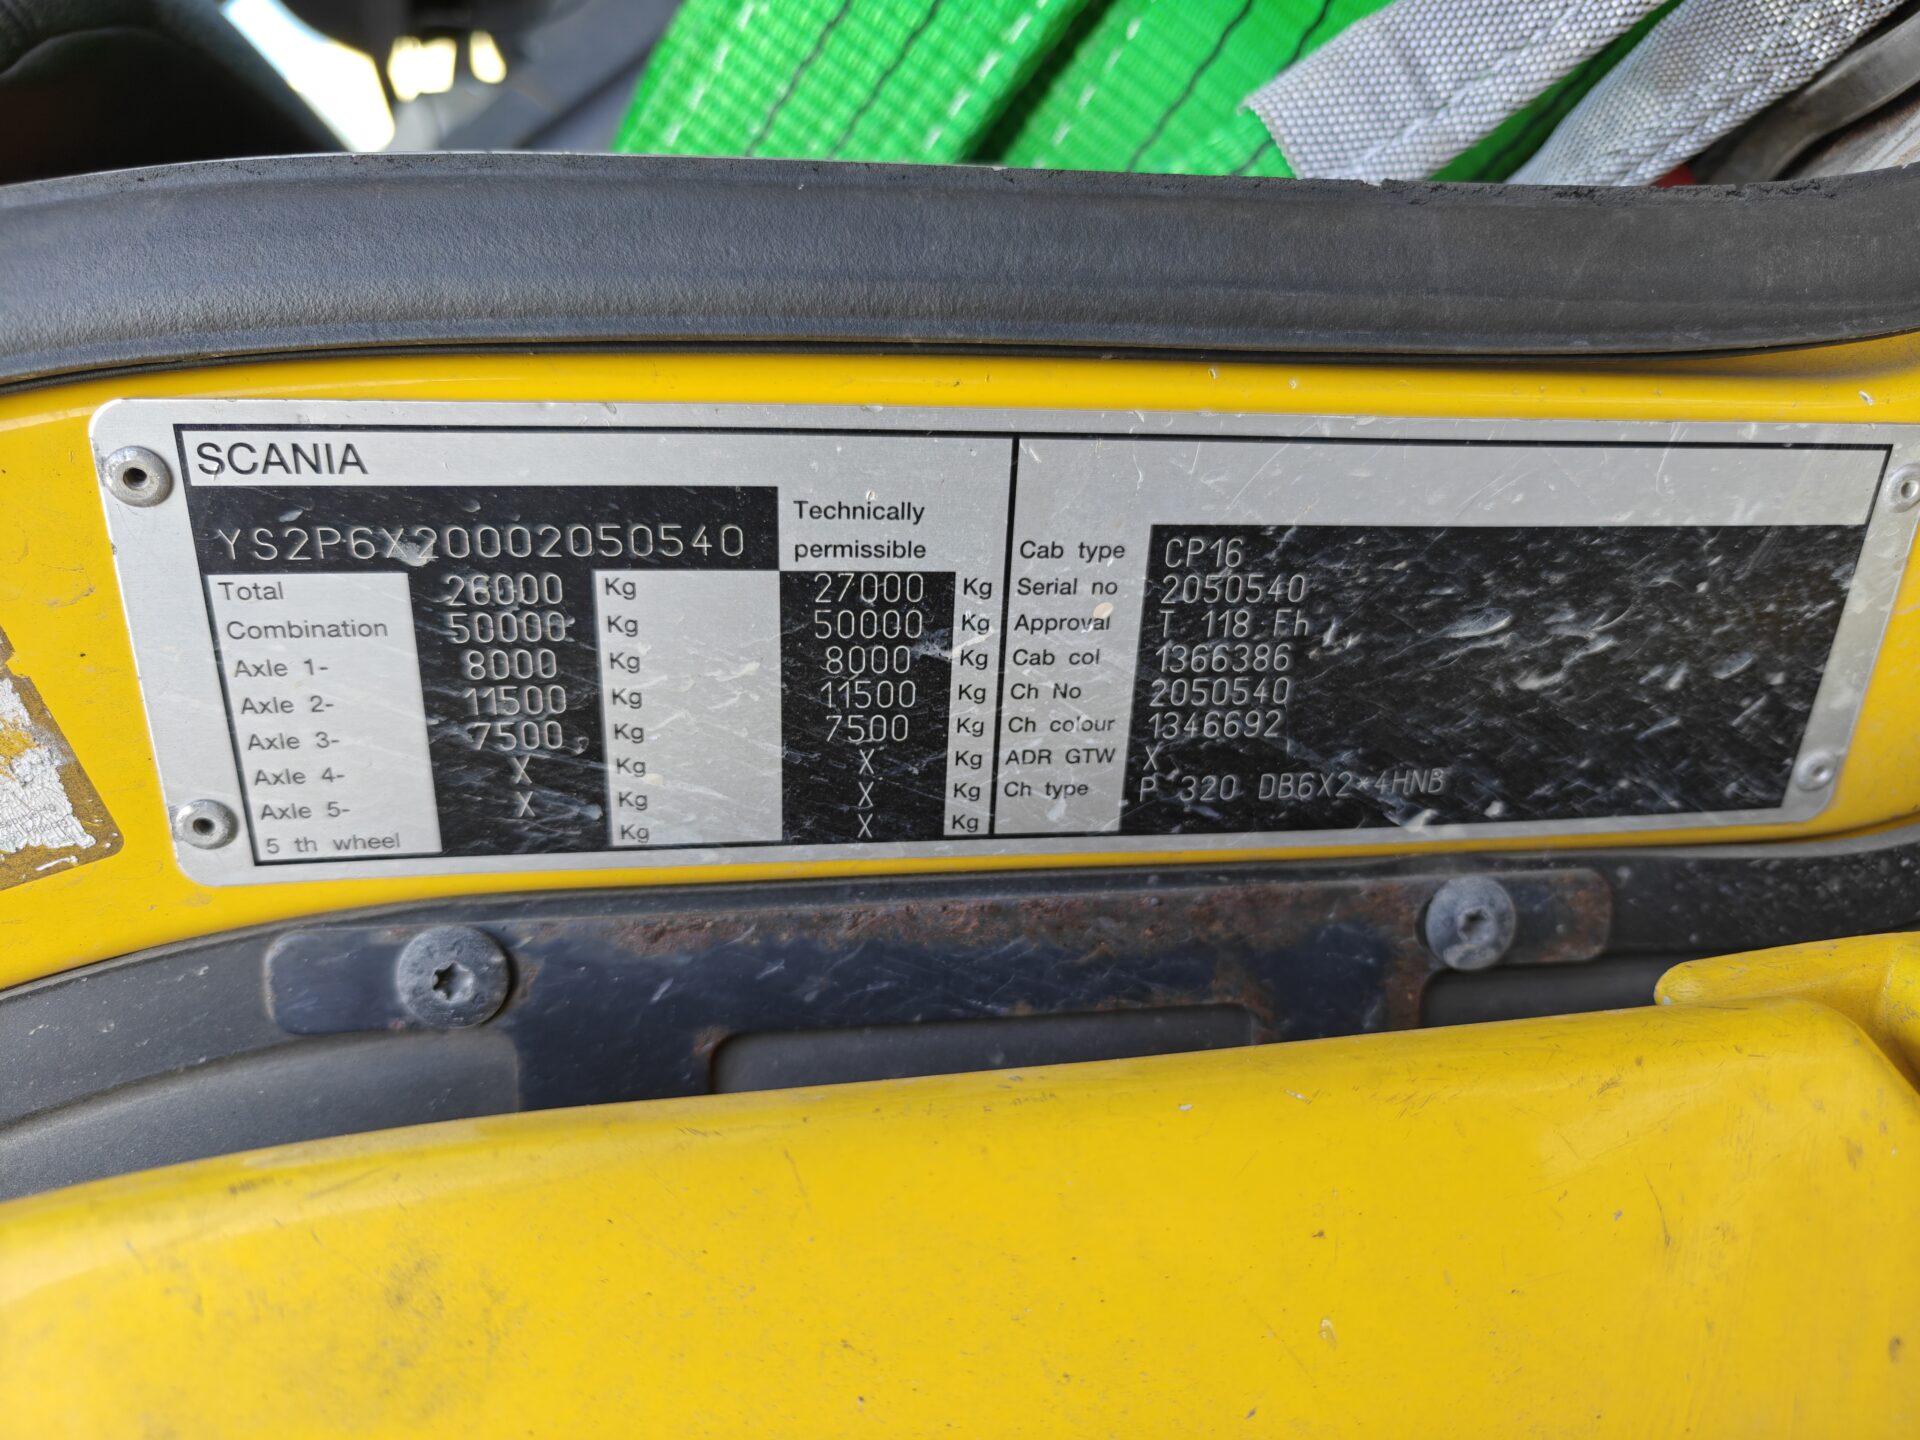 SCANIA
YS2P6X20002050540
Technically
permissible
Total 26000 Kg 27000 Kg
Combination 50000 Kg 50000 Kg
Axle 1- 8000 Kg 8000 Kg
Axle 2- 11500 Kg 11500 Kg
Axle 3- 7500 Kg 7500 Kg
Axle 4- X Kg X Kg
Axle 5- X Kg X Kg
5 th wheel Kg X Kg
Cab type CP16
Serial no 2050540
Approval T 118 Fh
Cab col 1366386
Ch No 2050540
Ch colour 1346692
ADR GTW X
Ch type P 320 DB6X2*4HNB